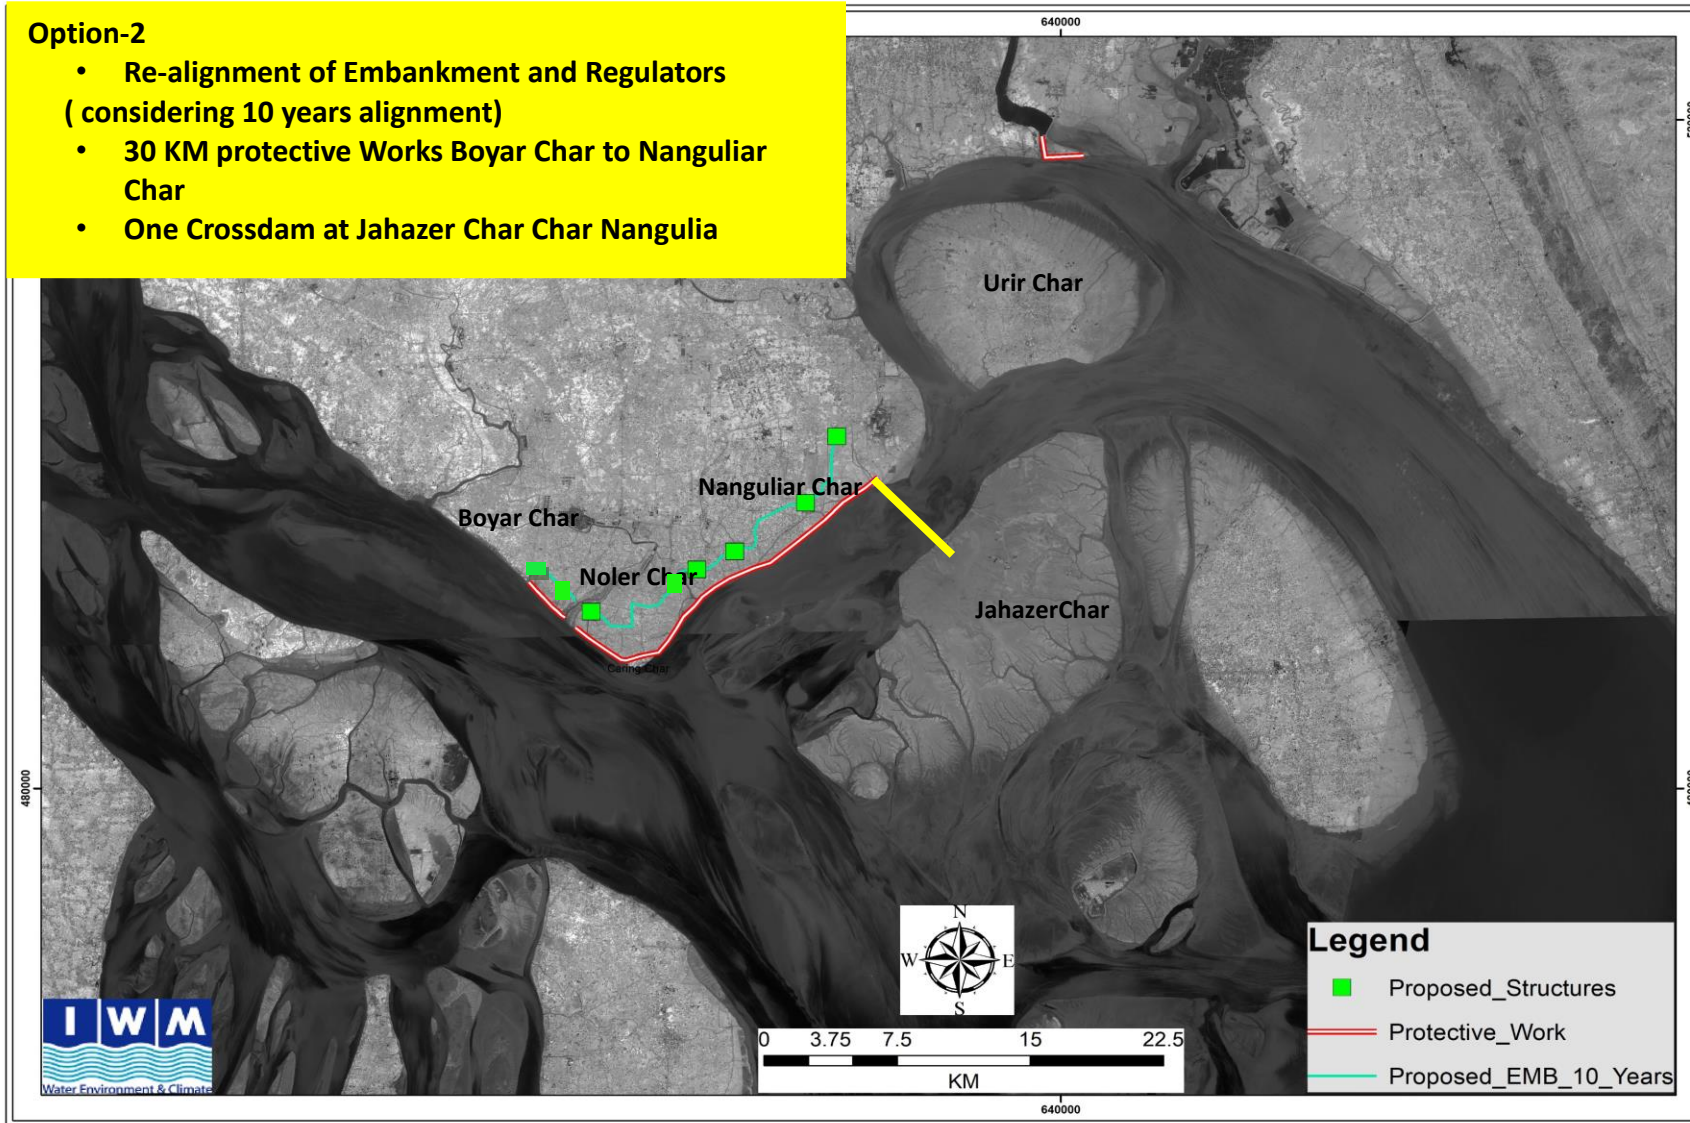 Option-2
• Re-alignment of Embankment and Regulators
( considering 10 years alignment)
• 30 KM protective Works Boyar Char to Nanguliar
Char
• One Crossdam at Jahazer Char Char Nangulia
640000
Urir Char
Nanguliar Char
Boyar Char
Noler Char
JahazerChar
Caring Char
480000
N
W E
S
0 3.75 7.5 15 22.5
KM
Legend
Proposed_Structures
Protective_Work
Proposed_EMB_10_Years
IWM
Water Environment & Climate
640000